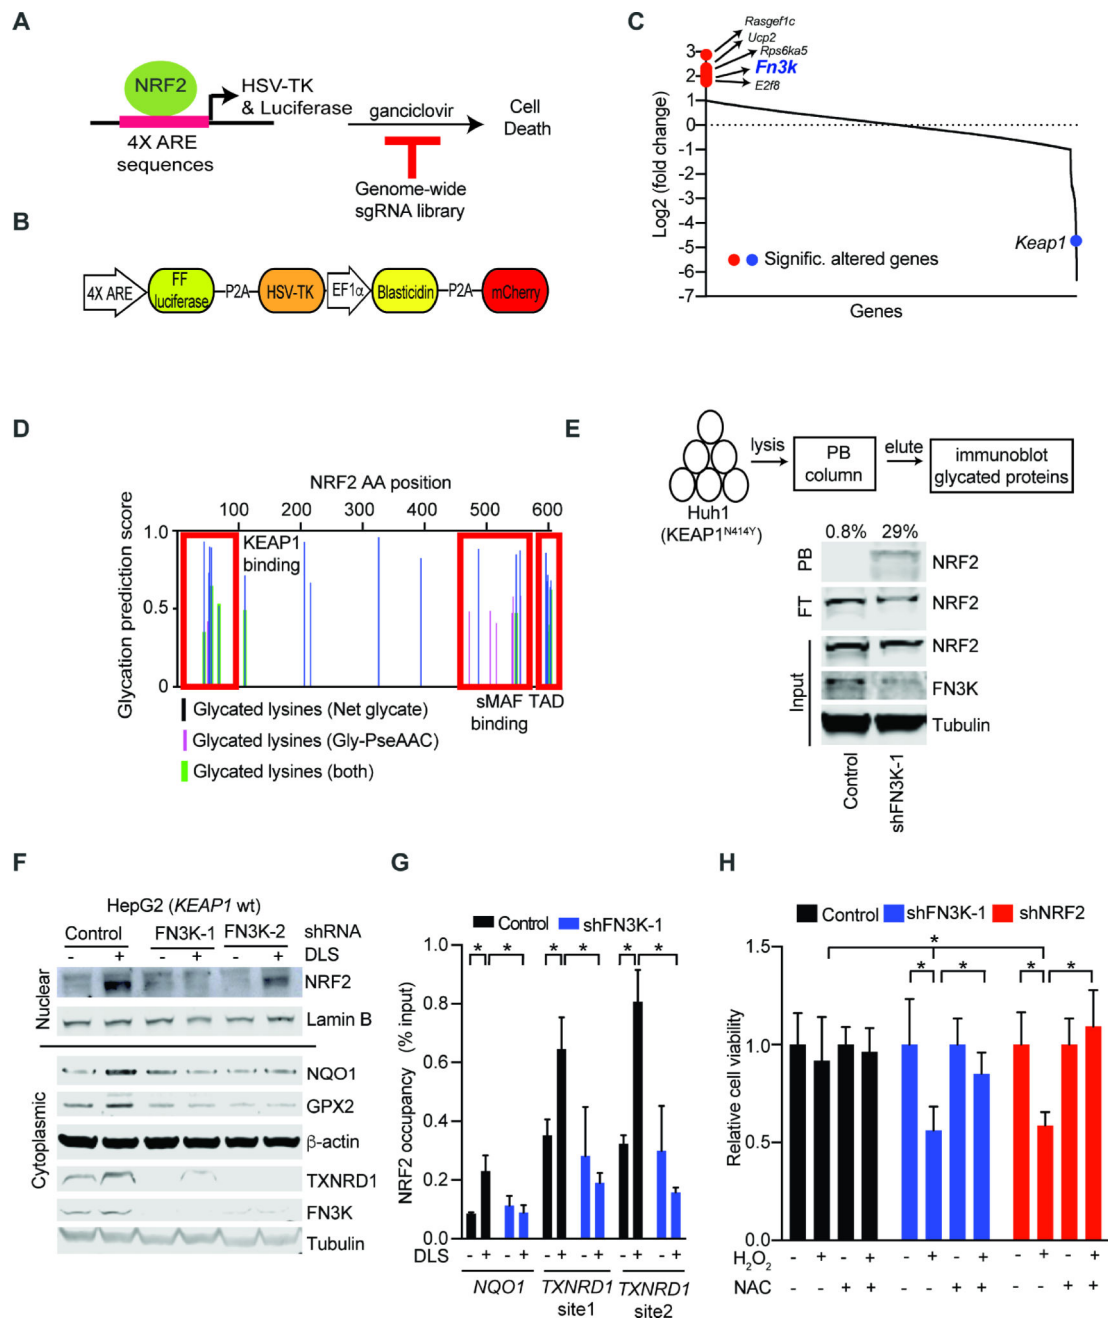 A
NRF2
HSV-TK
& Luciferase
4X ARE
sequences
ganciclovir
Cell
Death
Genome-wide
sgRNA library
B
4X ARE
FF
luciferase
P2A
HSV-TK
EF1α
Blasticidin
P2A
mCherry
C
Rasgef1c
Ucp2
Rps6ka5
Fn3k
E2f8
Log2 (fold change)
3
2
1
0
-1
-2
-3
-4
-5
-6
-7
Keap1
Signific. altered genes
Genes
D
NRF2 AA position
100 200 300 400 500 600
Glycation prediction score
1.0
0.5
0
KEAP1
binding
sMAF
binding
TAD
Glycated lysines (Net glycate)
Glycated lysines (Gly-PseAAC)
Glycated lysines (both)
E
Huh1
(KEAP1N414Y)
lysis
PB
column
elute
immunoblot
glycated proteins
0.8% 29%
PB NRF2
FT NRF2
Input
NRF2
FN3K
Tubulin
Control
shFN3K-1
F
HepG2 (KEAP1 wt)
Control FN3K-1 FN3K-2 shRNA
- + - + - + DLS
Nuclear
NRF2
Lamin B
Cytoplasmic
NQO1
GPX2
β-actin
TXNRD1
FN3K
Tubulin
G
Control shFN3K-1
NRF2 occupancy (% input)
1.0
0.8
0.6
0.4
0.2
0.0
* * * * * *
DLS - + - + - + - + - + - +
NQO1 TXNRD1 TXNRD1
site1 site2
H
Control shFN3K-1 shNRF2
Relative cell viability
1.5
1.0
0.5
0.0
*
* * * *
H2O2 - + - + - + - + - + - +
NAC - - + + - - + + - - + +